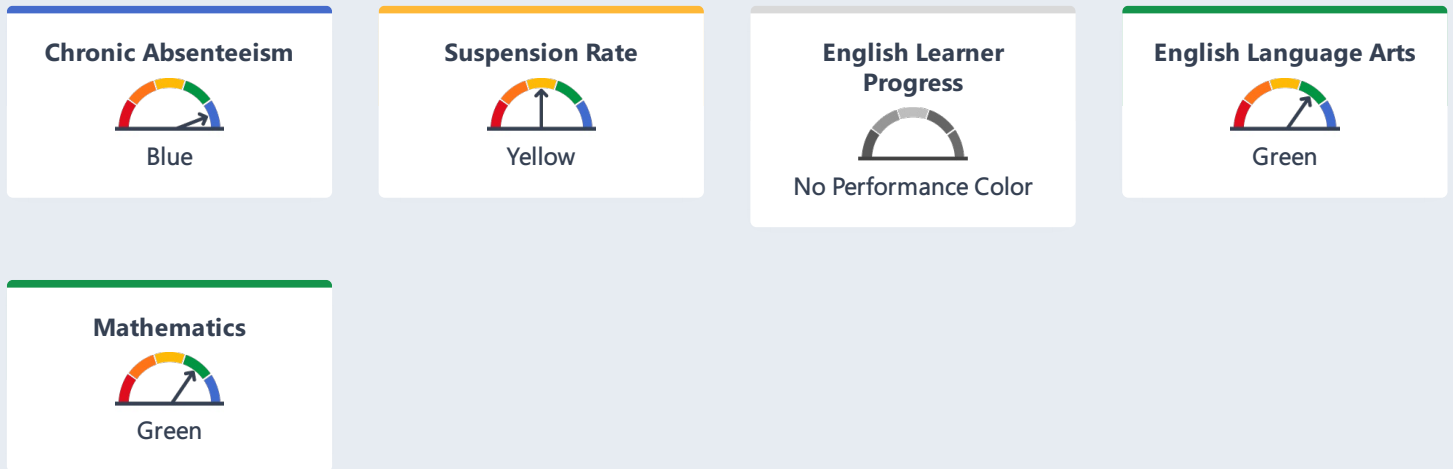 Chronic Absenteeism
Blue
Suspension Rate
Yellow
English Learner
Progress
No Performance Color
English Language Arts
Green
Mathematics
Green